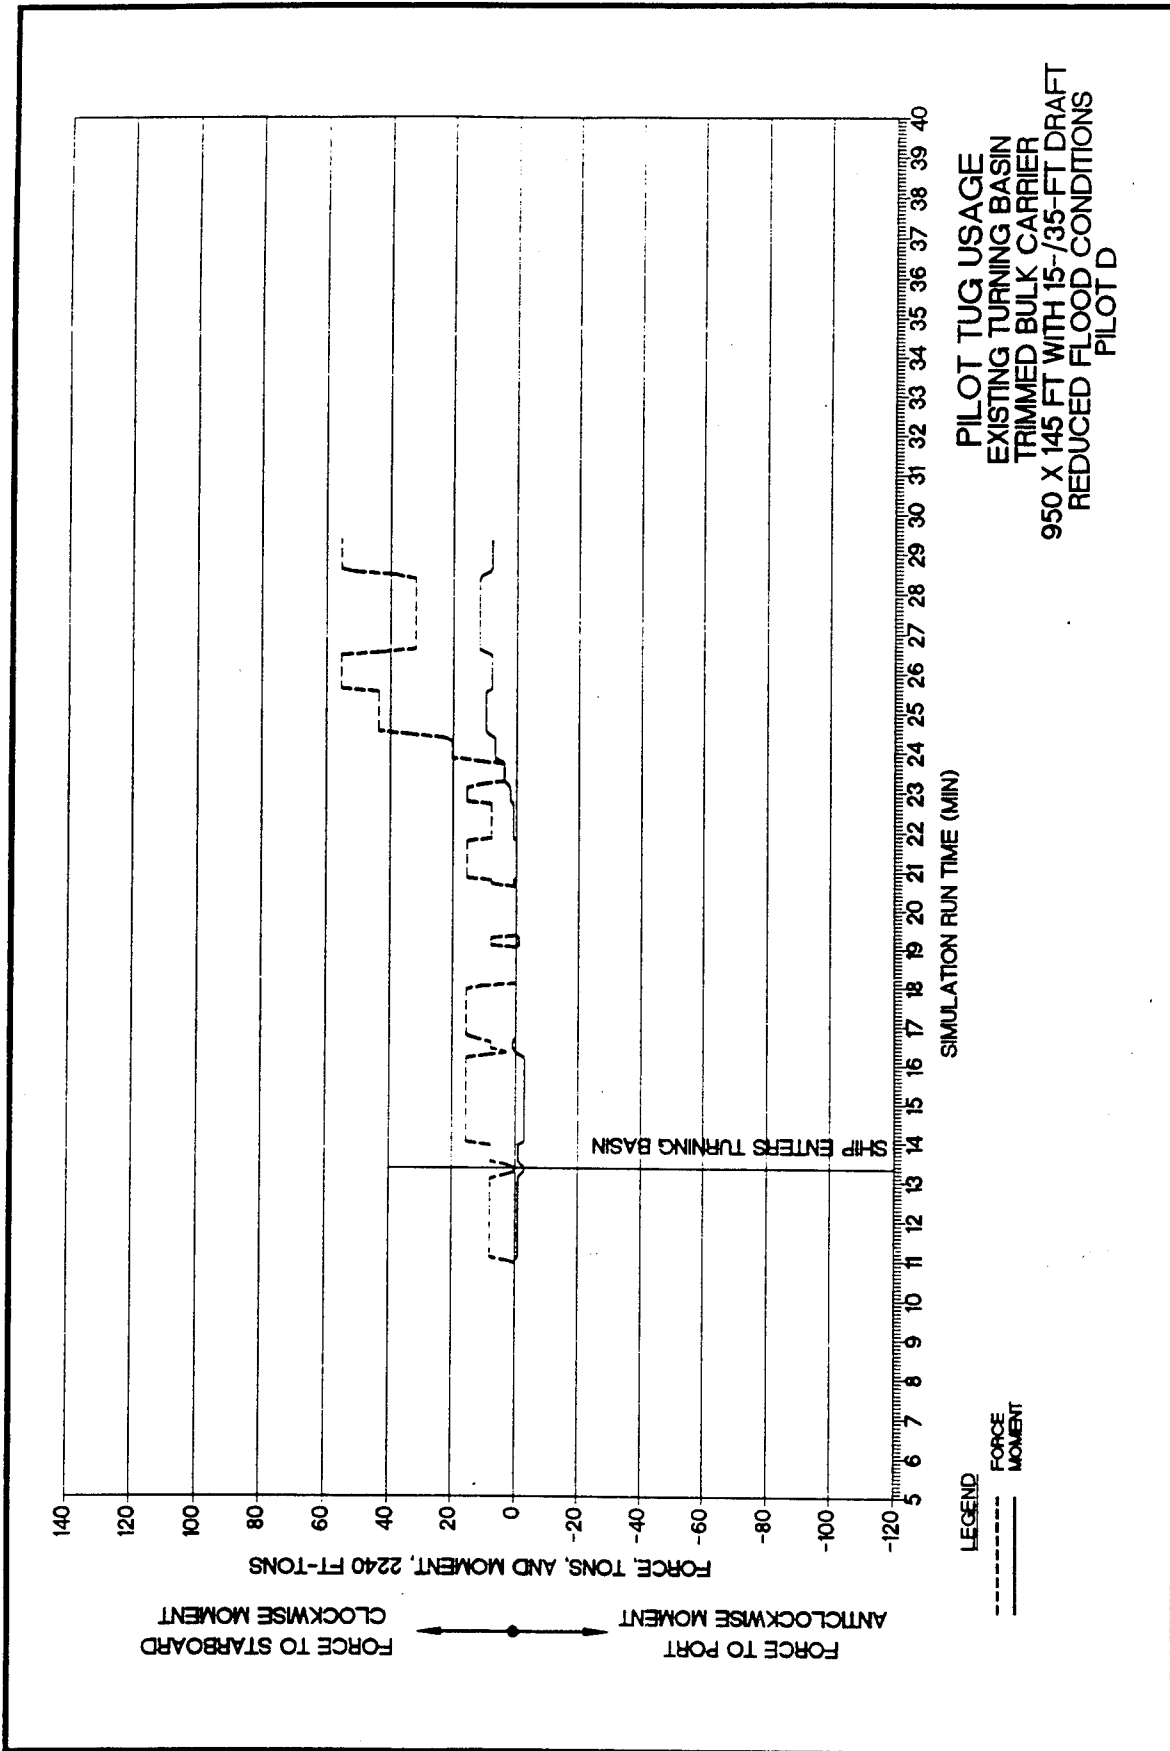 140
120
100
80
60
40
20
0
-20
-40
-60
-80
-100
-120
FORCE, TONS, AND MOMENT, 2240 FT-TONS
FORCE TO STARBOARD
CLOCKWISE MOMENT
FORCE TO PORT
ANTICLOCKWISE MOMENT
SHIP ENTERS TURNING BASIN
5 6 7 8 9 10 11 12 13 14 15 16 17 18 19 20 21 22 23 24 25 26 27 28 29 30 31 32 33 34 35 36 37 38 39 40
SIMULATION RUN TIME (MIN)
LEGEND
FORCE
MOMENT
PILOT TUG USAGE
EXISTING TURNING BASIN
TRIMMED BULK CARRIER
950 X 145 FT WITH 15-/35-FT DRAFT
REDUCED FLOOD CONDITIONS
PILOT D